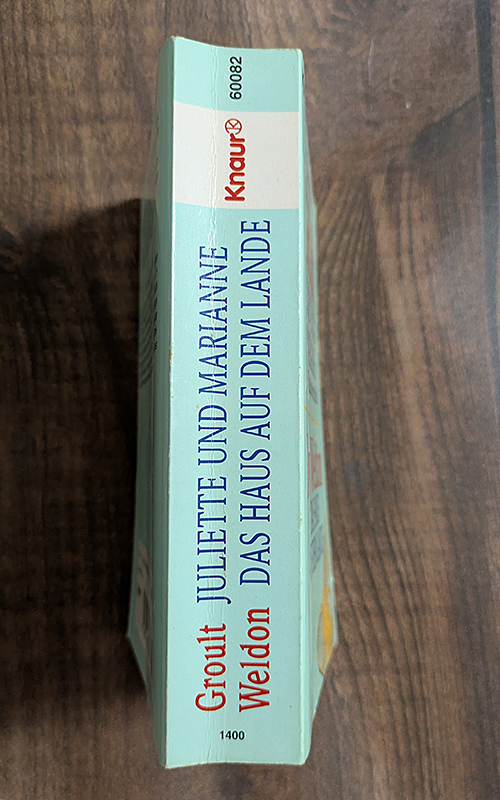 Groult JULIETTE UND MARIANNE
Weldon DAS HAUS AUF DEM LANDE
Knaur
60082
1400